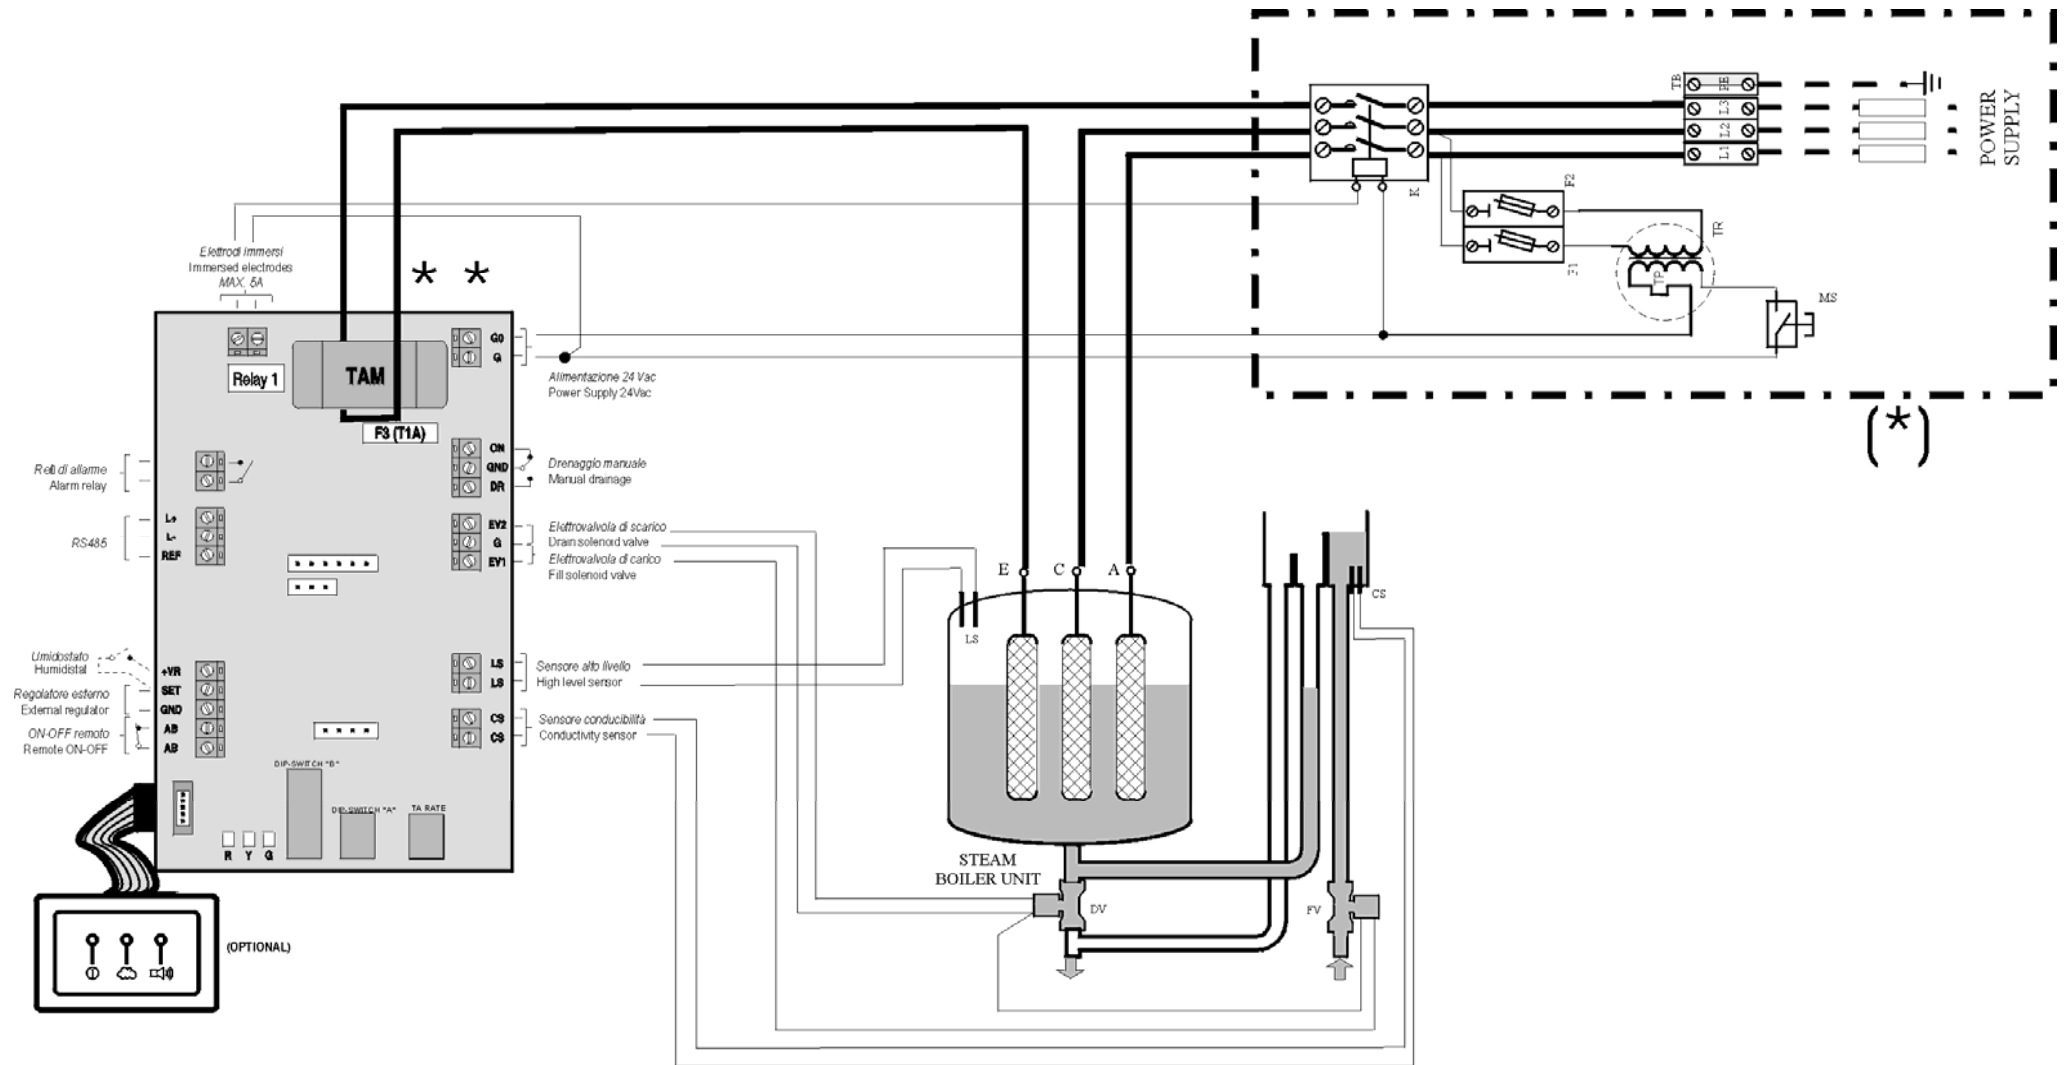 TB
PE
L3
L2
L1
POWER
SUPPLY
K
F2
F1
TR
TP
MS
(*)
Elettrodi immersi
Immersed electrodes
MAX. 5A
* *
Relay 1
TAM
F3 (T1A)
G0
G
Alimentazione 24 Vac
Power Supply 24Vac
Relè di allarme
Alarm relay
ON
GND
DR
Drenaggio manuale
Manual drainage
RS485
L+
L-
REF
EV2
G
EV1
Elettrovalvola di scarico
Drain solenoid valve
Elettrovalvola di carico
Fill solenoid valve
E
C
A
LS
CS
Umidostato
Humidistat
Regolatore esterno
External regulator
ON-OFF remoto
Remote ON-OFF
+VR
SET
GND
AB
AB
LS
LS
Sensore alto livello
High level sensor
CS
CS
Sensore conducibilità
Conductivity sensor
DIP-SWITCH "B"
DIP-SWITCH "A"
TA RATE
R Y G
STEAM
BOILER UNIT
DV
FV
(OPTIONAL)